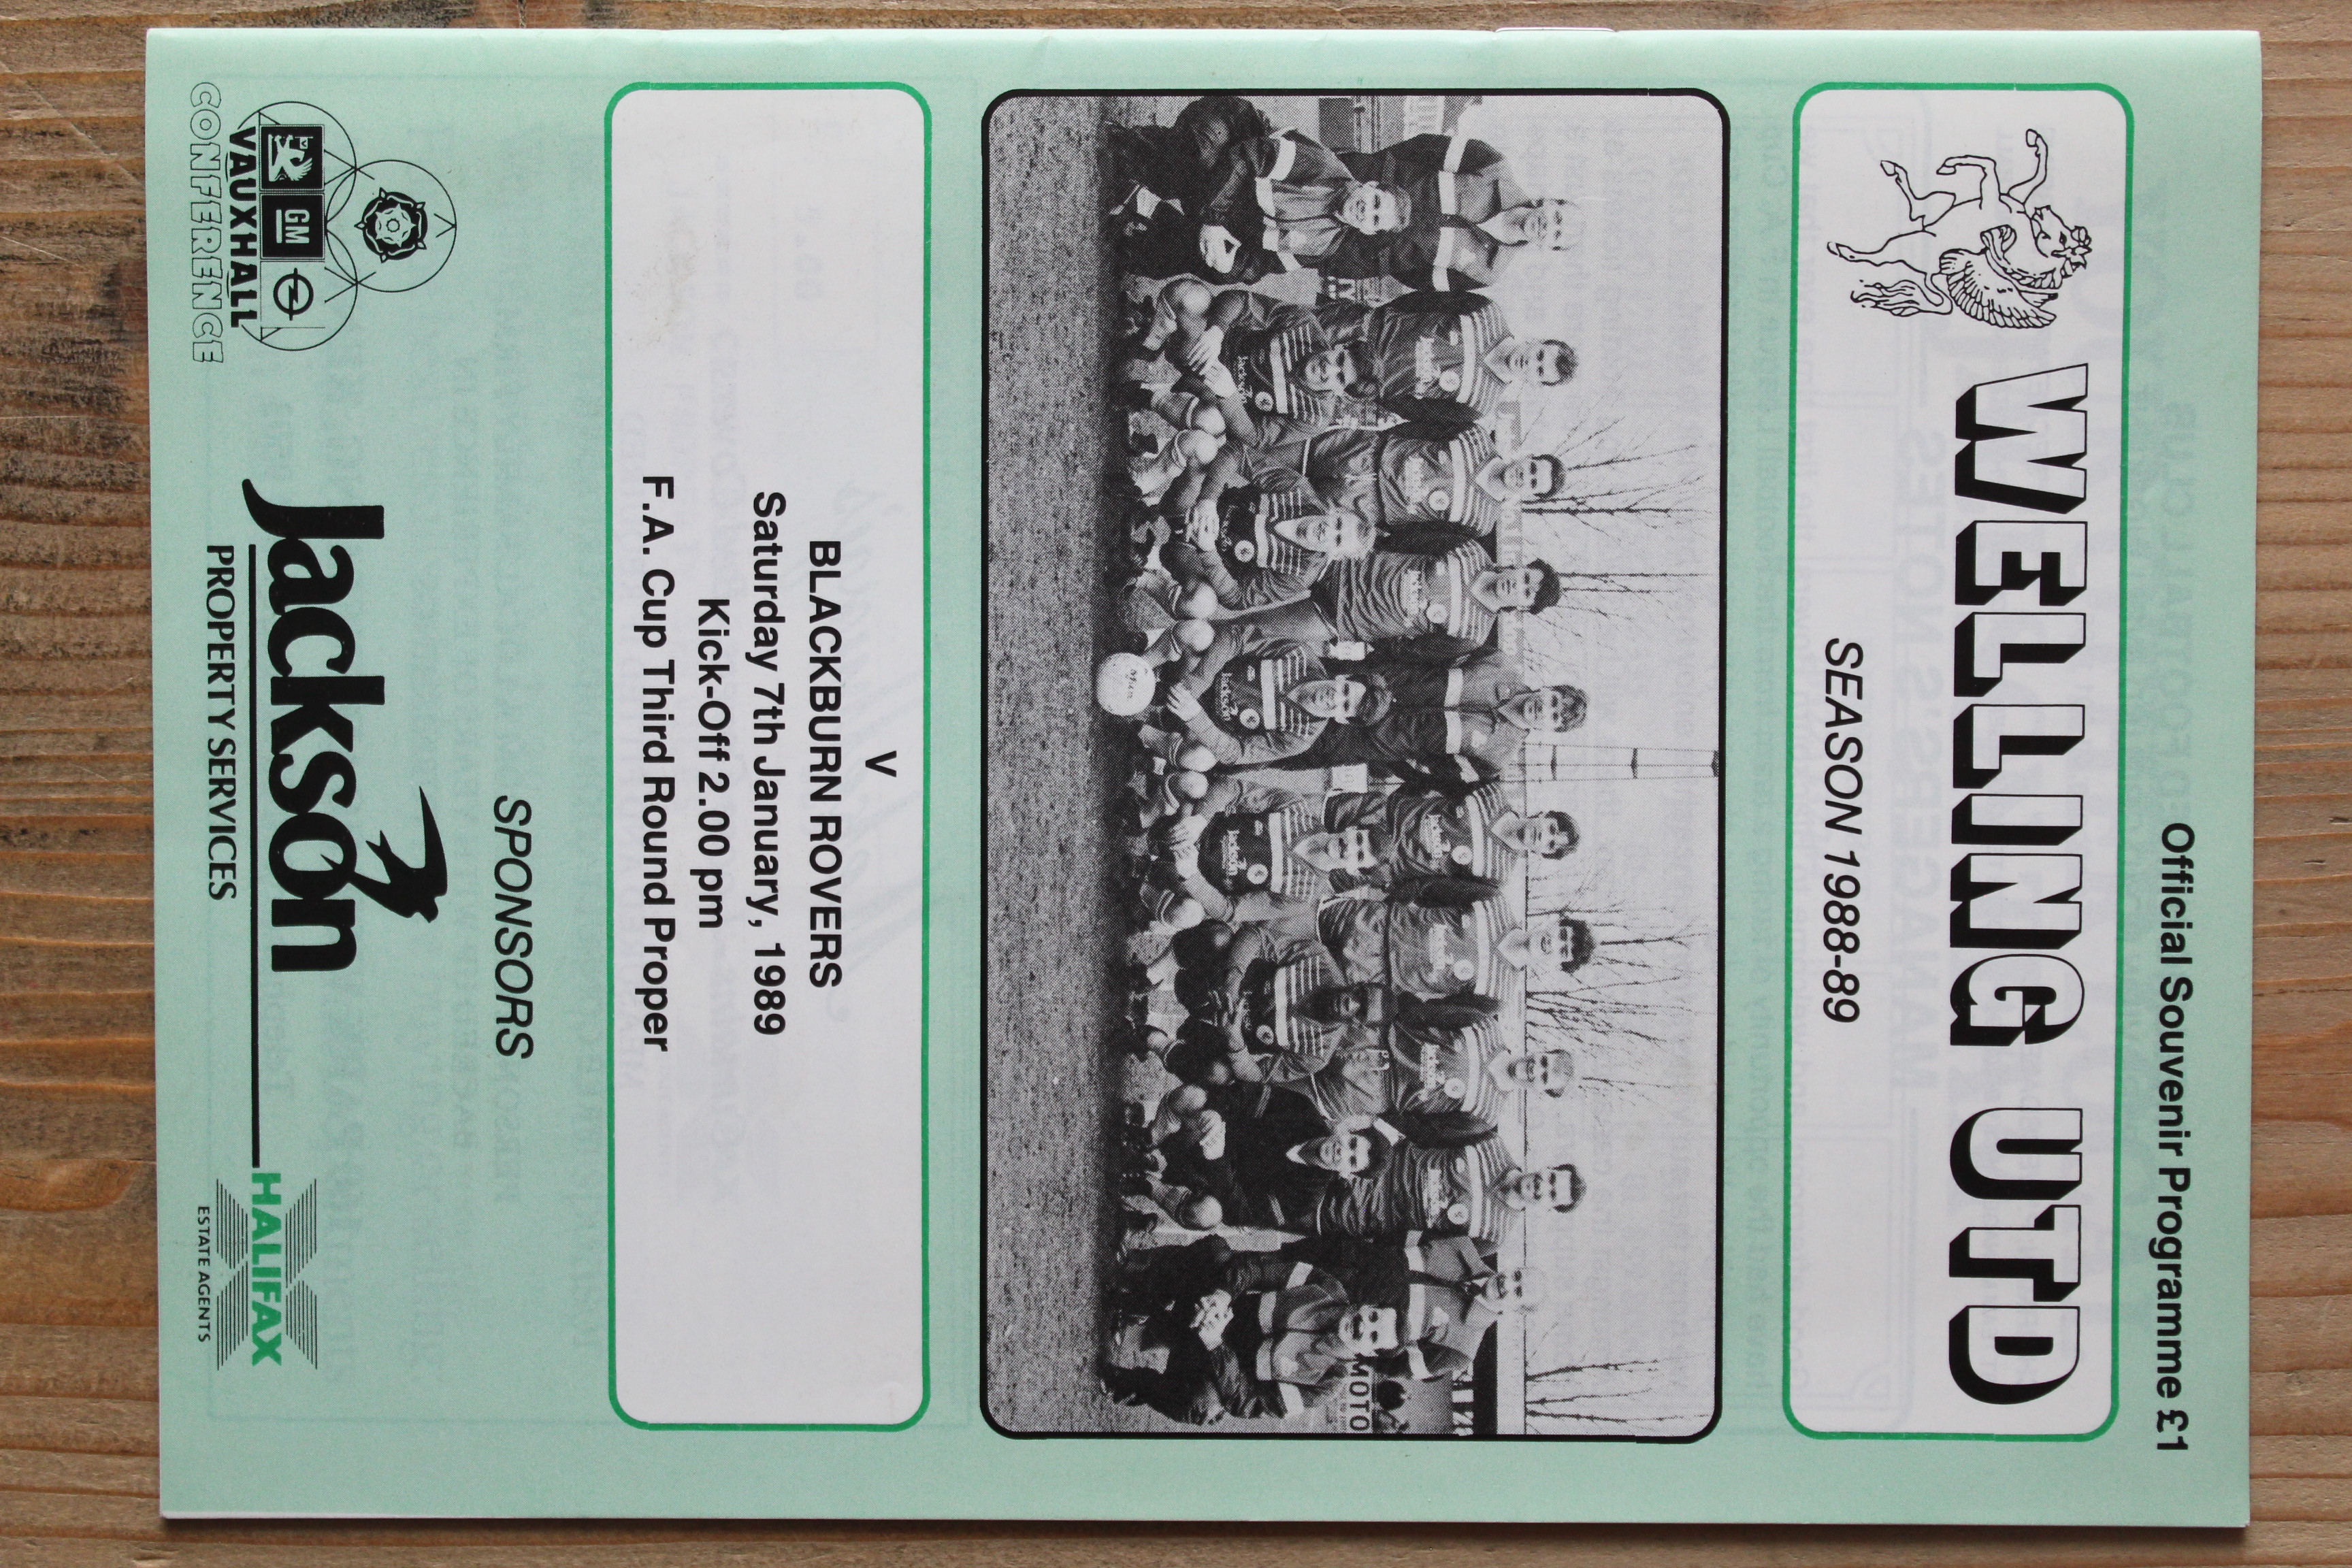 Official Souvenir Programme £1
WELLING UTD
SEASON 1988-89
MOTO
V
BLACKBURN ROVERS
Saturday 7th January, 1989
Kick-Off 2.00 pm
F.A. Cup Third Round Proper
SPONSORS
GM
VAUXHALL
CONFERENCE
Jackson
PROPERTY SERVICES
HALIFAX
ESTATE AGENTS